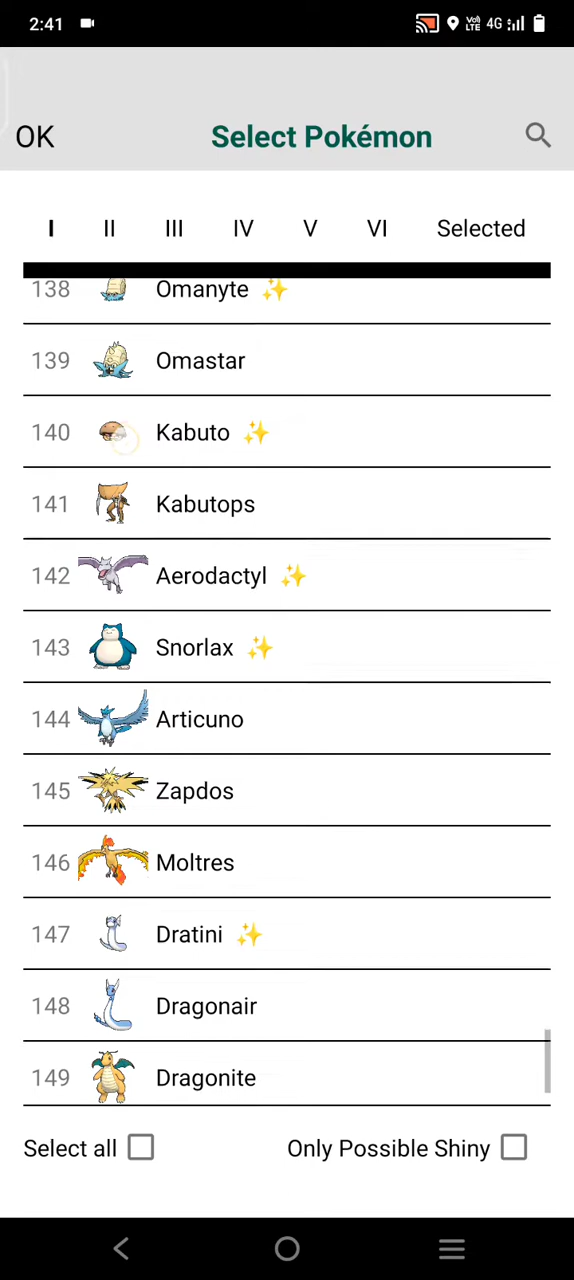 2:41 VoLTE 4G
OK Select Pokémon
I II III IV V VI Selected
138 Omanyte ✨
139 Omastar
140 Kabuto ✨
141 Kabutops
142 Aerodactyl ✨
143 Snorlax ✨
144 Articuno
145 Zapdos
146 Moltres
147 Dratini ✨
148 Dragonair
149 Dragonite
Select all Only Possible Shiny